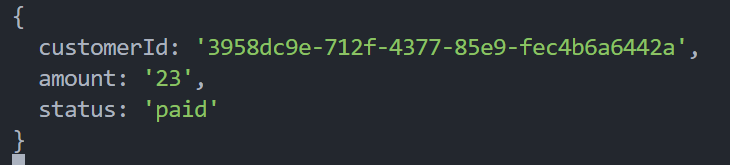 {
  customerId: '3958dc9e-712f-4377-85e9-fec4b6a6442a',
  amount: '23',
  status: 'paid'
}